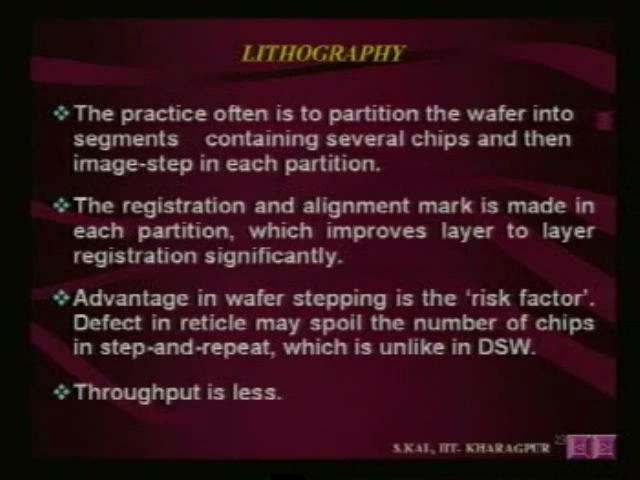 LITHOGRAPHY
The practice often is to partition the wafer into
segments containing several chips and then
image-step in each partition.
The registration and alignment mark is made in
each partition, which improves layer to layer
registration significantly.
Advantage in wafer stepping is the ‘risk factor’.
Defect in reticle may spoil the number of chips
in step-and-repeat, which is unlike in DSW.
Throughput is less.
S.KAL, IIT- KHARAGPUR